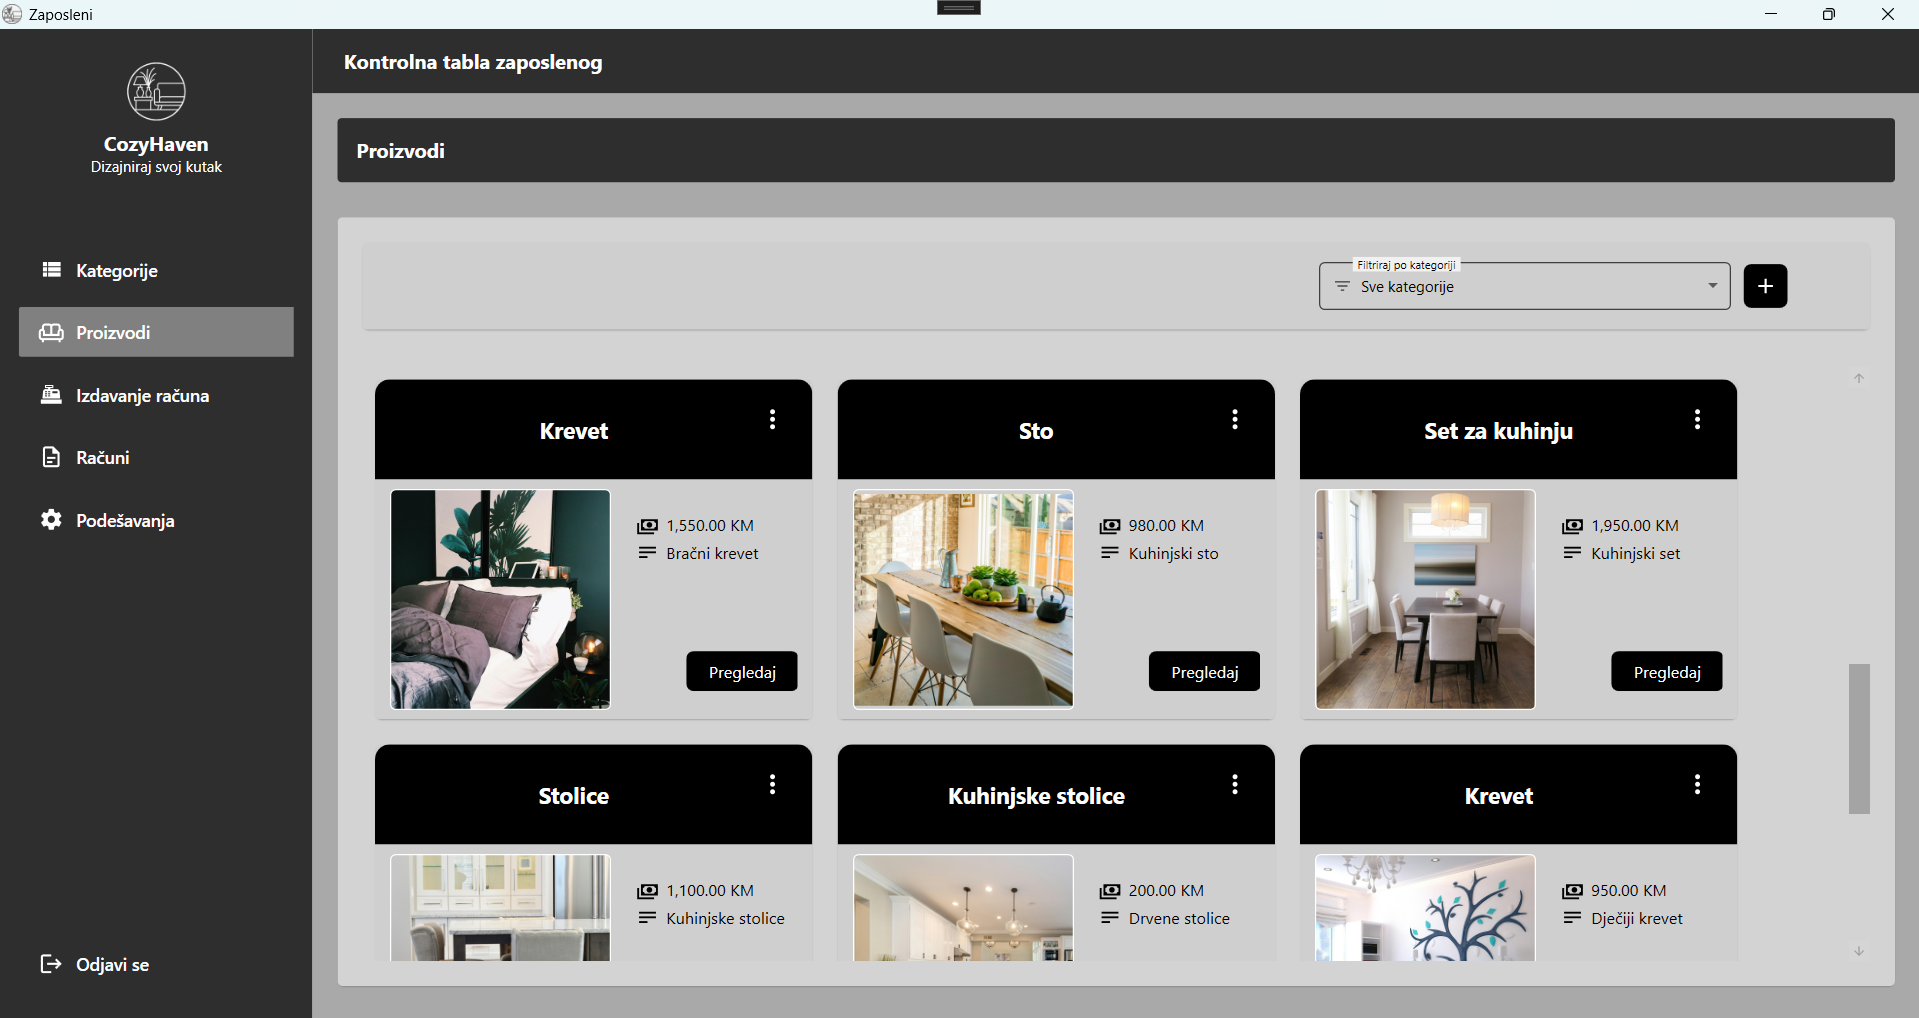 Zaposleni
CozyHaven
Dizajniraj svoj kutak
Kategorije
Proizvodi
Izdavanje računa
Računi
Podešavanja
Odjavi se
Kontrolna tabla zaposlenog
Proizvodi
Filtriraj po kategoriji
Sve kategorije
Krevet
1,550.00 KM
Bračni krevet
Pregledaj
Sto
980.00 KM
Kuhinjski sto
Pregledaj
Set za kuhinju
1,950.00 KM
Kuhinjski set
Pregledaj
Stolice
1,100.00 KM
Kuhinjske stolice
Kuhinjske stolice
200.00 KM
Drvene stolice
Krevet
950.00 KM
Dječiji krevet